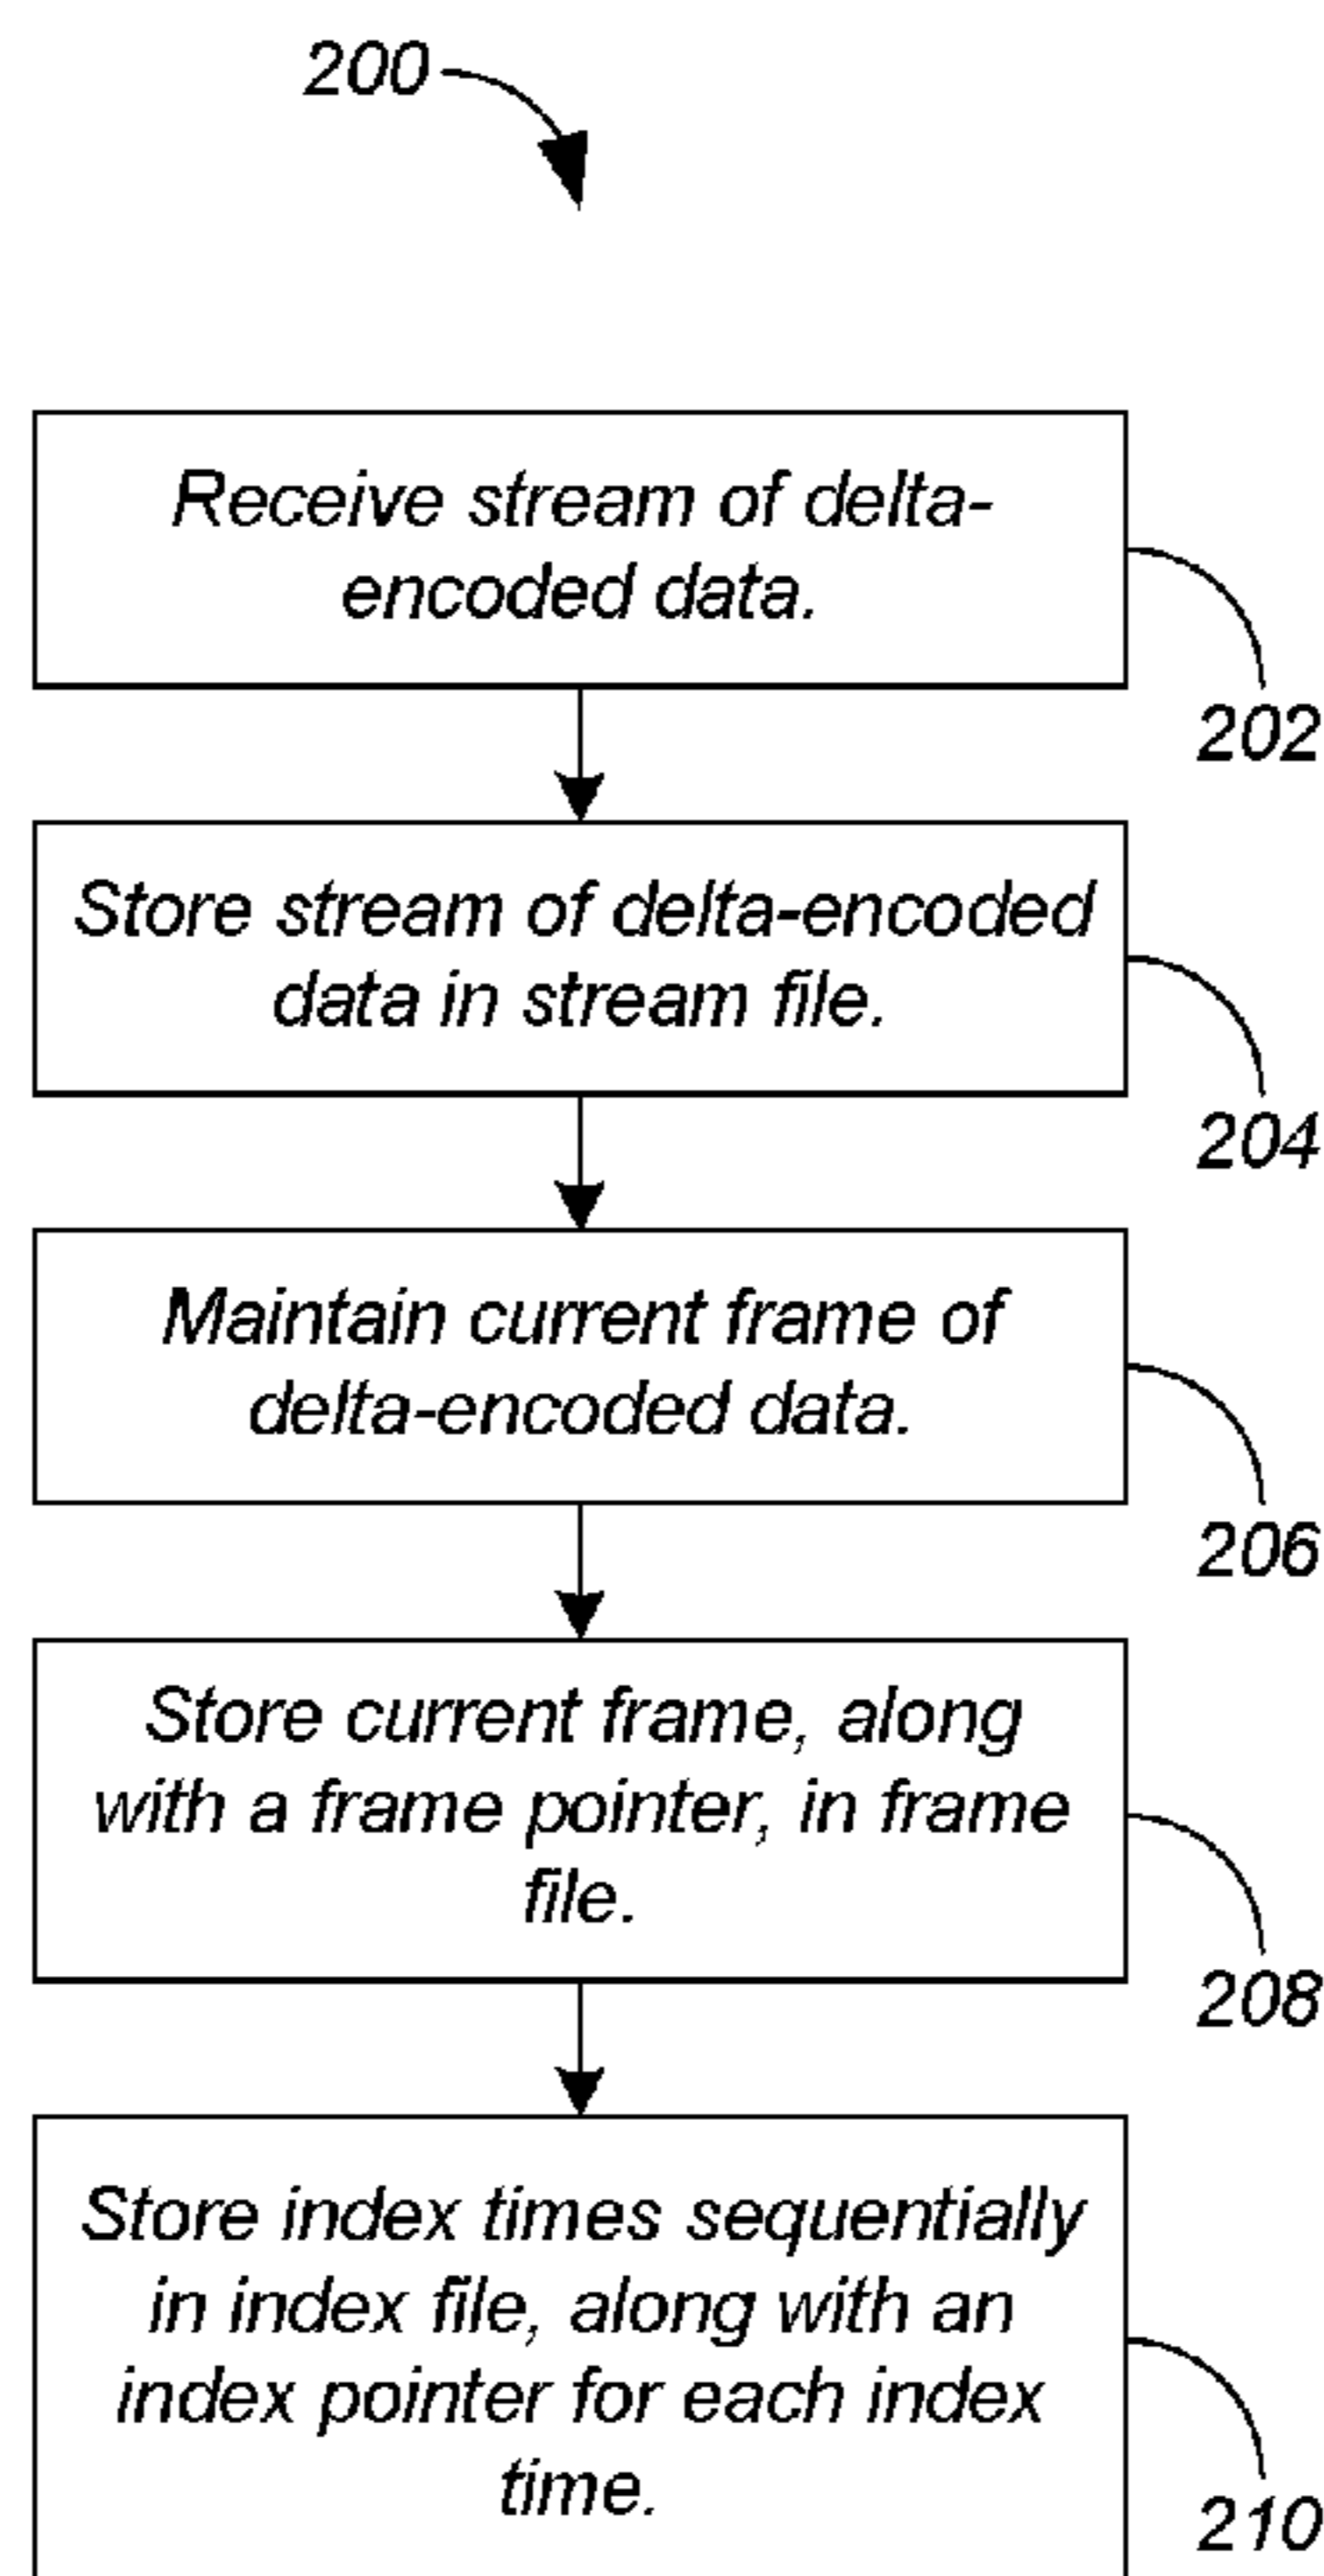 200
Receive stream of delta-
encoded data.
202
Store stream of delta-encoded
data in stream file.
204
Maintain current frame of
delta-encoded data.
206
Store current frame, along
with a frame pointer, in frame
file.
208
Store index times sequentially
in index file, along with an
index pointer for each index
time.
210